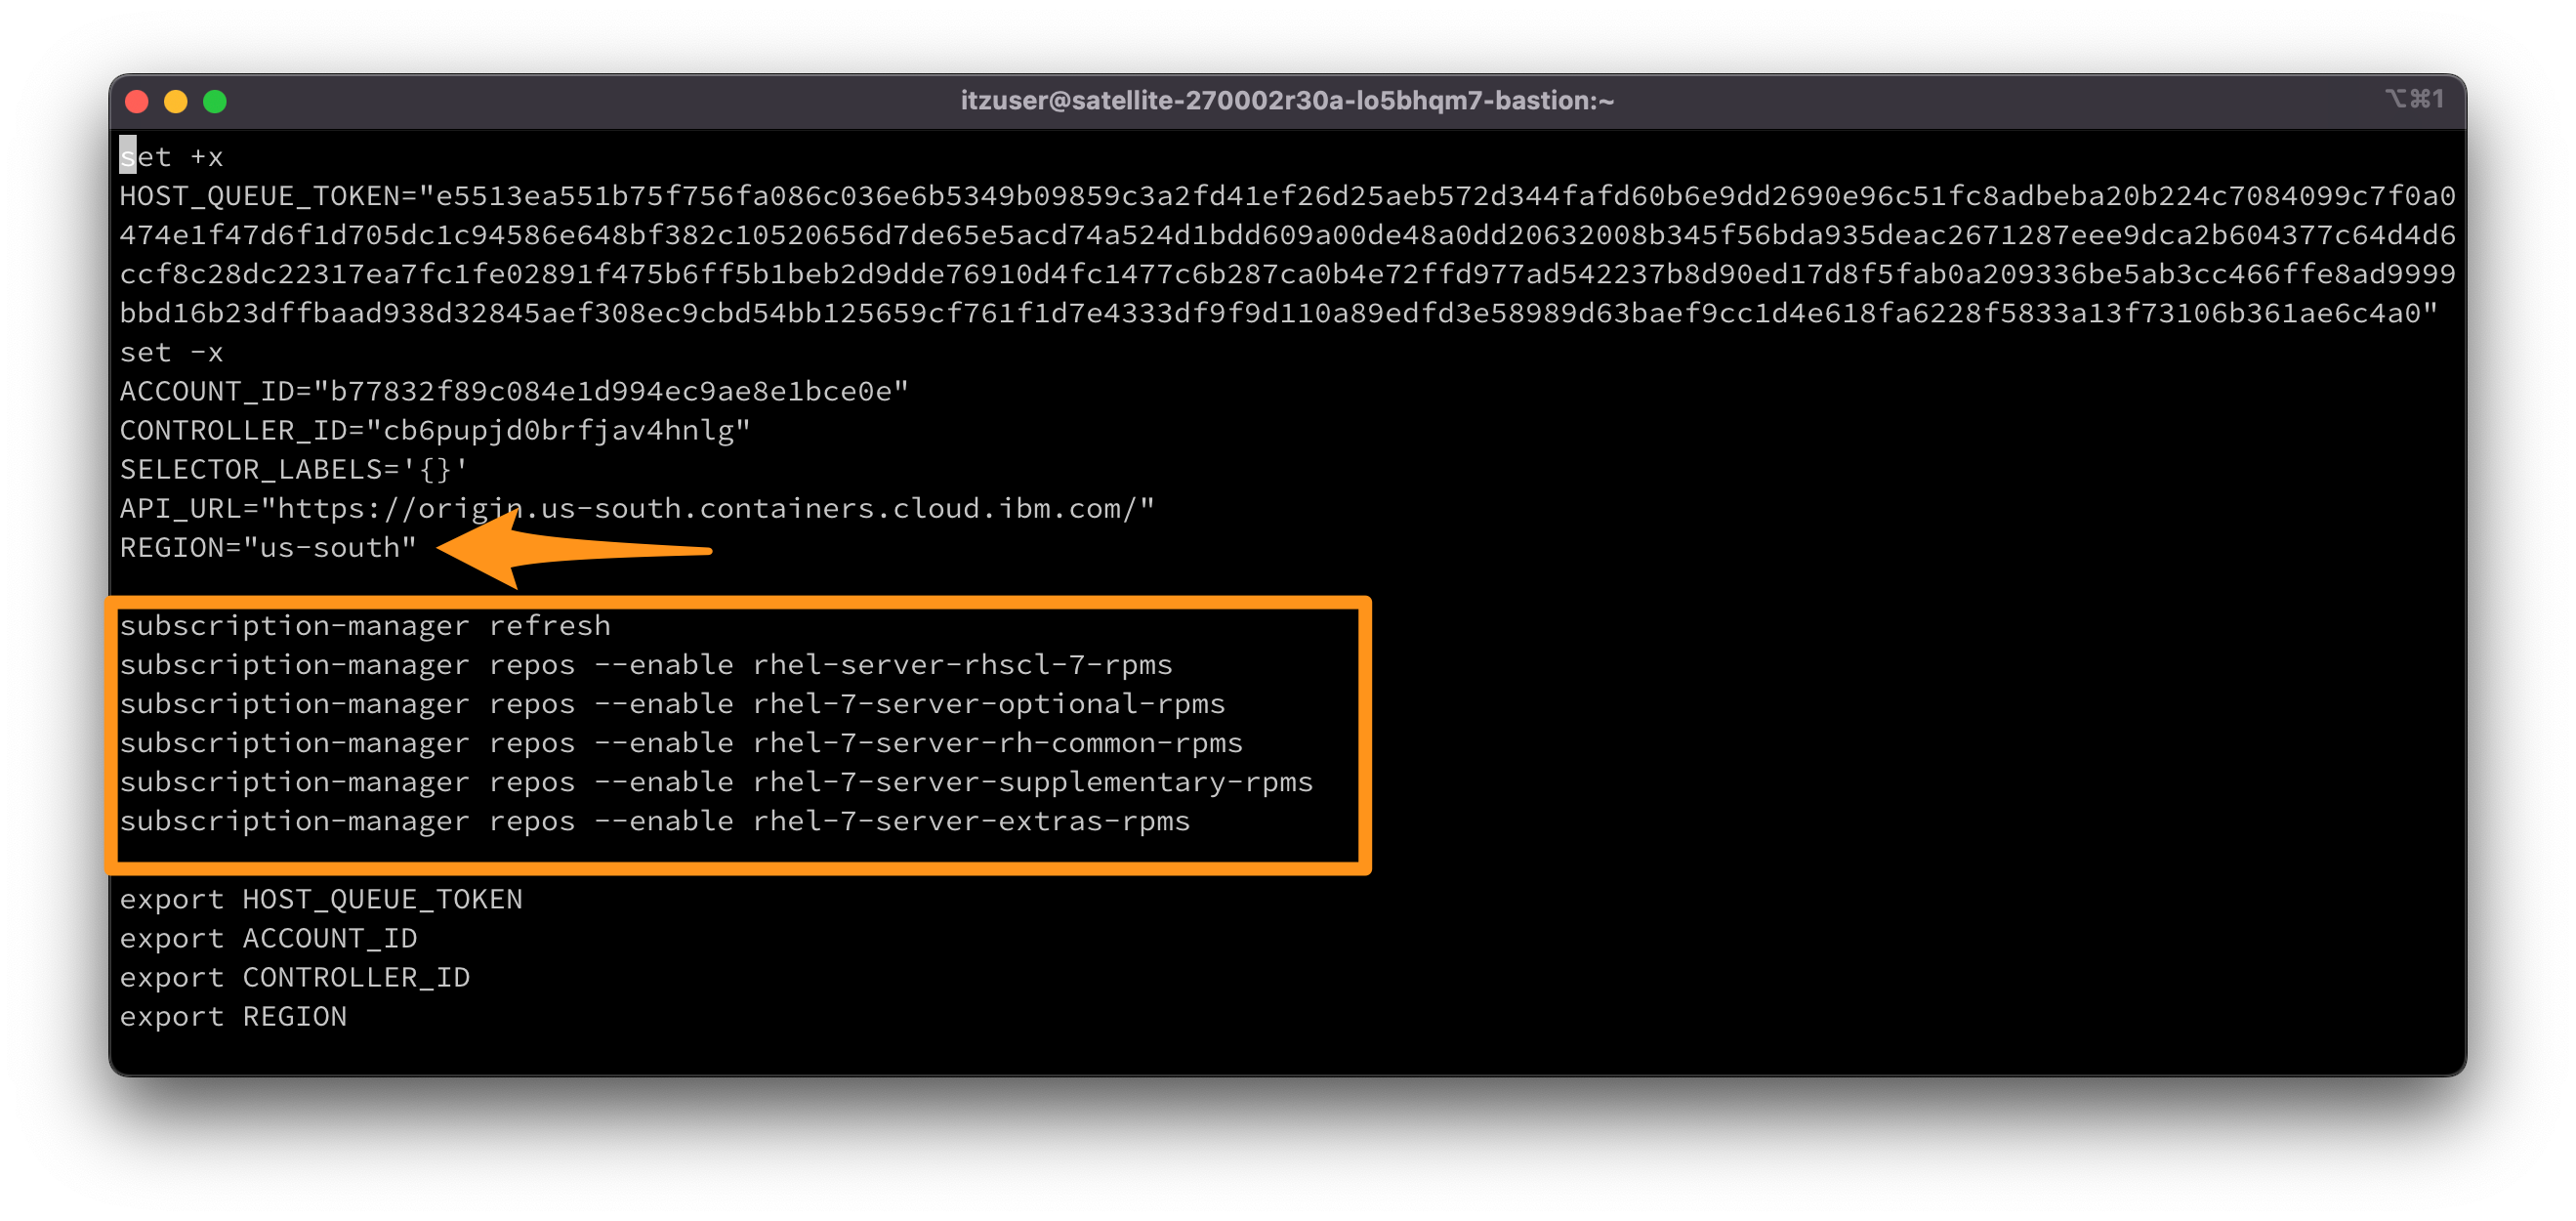 itzuser@satellite-270002r30a-lo5bhqm7-bastion:~
⌥⌘1
set +x
HOST_QUEUE_TOKEN="e5513ea551b75f756fa086c036e6b5349b09859c3a2fd41ef26d25aeb572d344fafd60b6e9dd2690e96c51fc8adbeba20b224c7084099c7f0a0
474e1f47d6f1d705dc1c94586e648bf382c10520656d7de65e5acd74a524d1bdd609a00de48a0dd20632008b345f56bda935deac2671287eee9dca2b604377c64d4d6
ccf8c28dc22317ea7fc1fe02891f475b6ff5b1beb2d9dde76910d4fc1477c6b287ca0b4e72ffd977ad542237b8d90ed17d8f5fab0a209336be5ab3cc466ffe8ad9999
bbd16b23dffbaad938d32845aef308ec9cbd54bb125659cf761f1d7e4333df9f9d110a89edfd3e58989d63baef9cc1d4e618fa6228f5833a13f73106b361ae6c4a0"
set -x
ACCOUNT_ID="b77832f89c084e1d994ec9ae8e1bce0e"
CONTROLLER_ID="cb6pupjd0brfjav4hnlg"
SELECTOR_LABELS='{}'
API_URL="https://origin.us-south.containers.cloud.ibm.com/"
REGION="us-south"
subscription-manager refresh
subscription-manager repos --enable rhel-server-rhscl-7-rpms
subscription-manager repos --enable rhel-7-server-optional-rpms
subscription-manager repos --enable rhel-7-server-rh-common-rpms
subscription-manager repos --enable rhel-7-server-supplementary-rpms
subscription-manager repos --enable rhel-7-server-extras-rpms
export HOST_QUEUE_TOKEN
export ACCOUNT_ID
export CONTROLLER_ID
export REGION